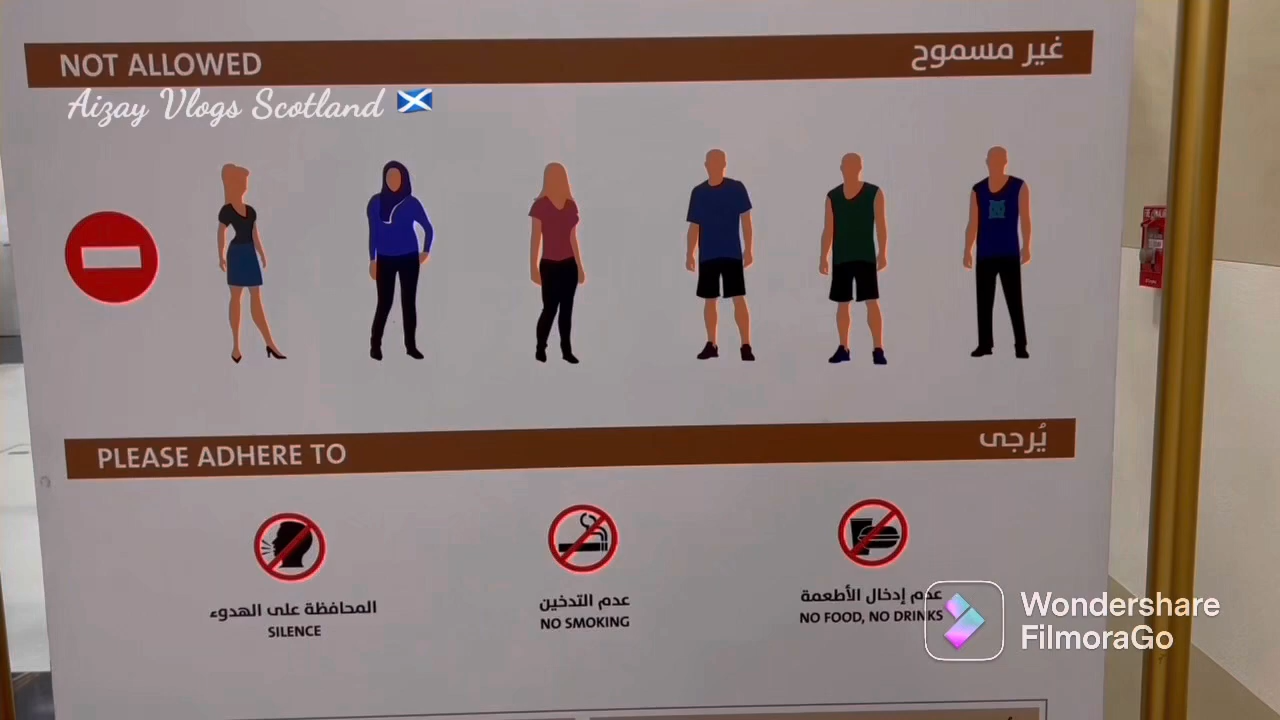 NOT ALLOWED
غير مسموح
Aizay Vlogs Scotland
PLEASE ADHERE TO
يُرجى
المحافظة على الهدوء
SILENCE
عدم التدخين
NO SMOKING
عدم إدخال الأطعمة
NO FOOD, NO DRINKS
Wondershare
FilmoraGo